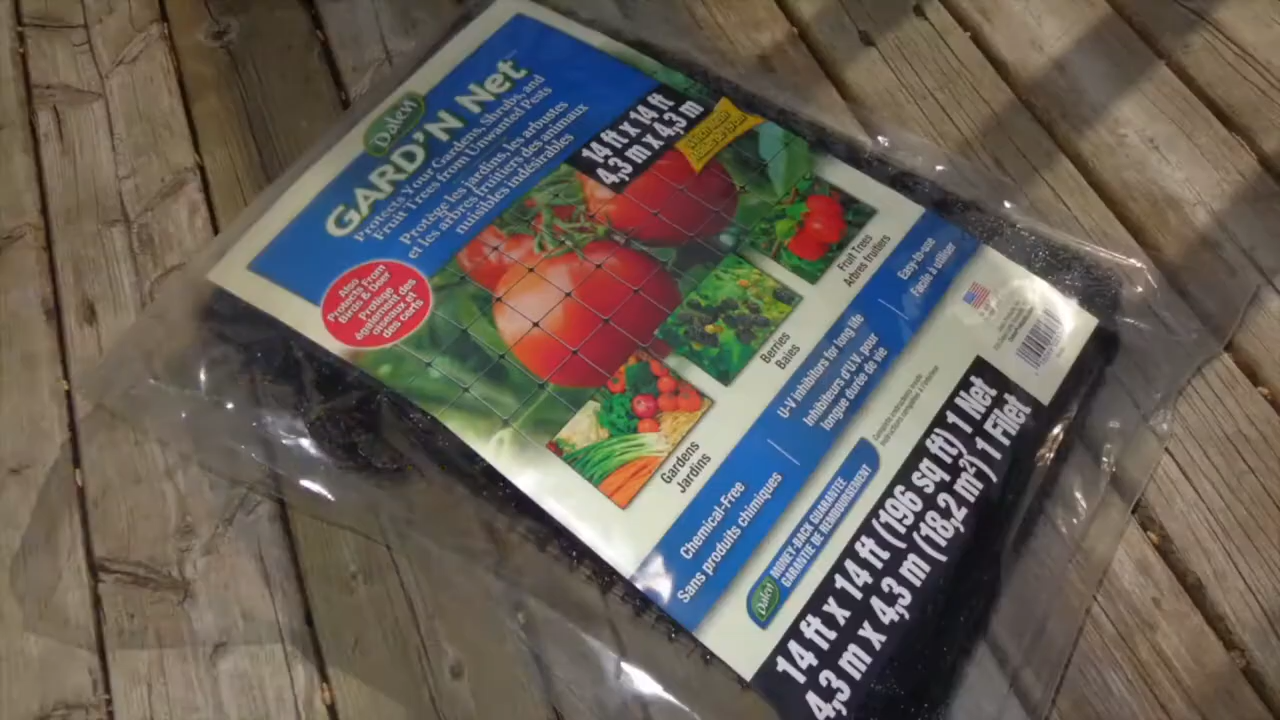 Dalen
GARD'N Net
Protects Your Gardens, Shrubs, and
Fruit Trees from Unwanted Pests
Protège les jardins, les arbustes
et les arbres fruitiers des animaux
nuisibles indésirables
14 ft x 14 ft
4,3 m x 4,3 m
Also
Protects From
Birds & Deer
Protège
également des
oiseaux et
des cerfs
Fruit Trees
Arbres fruitiers
Berries
Baies
Gardens
Jardins
Easy-to-use
Facile à utiliser
U-V inhibitors for long life
Inhibiteurs d'U.V. pour
longue durée de vie
Chemical-Free
Sans produits chimiques
Dalen
MONEY-BACK GUARANTEE
GARANTIE DE REMBOURSEMENT
14 ft x 14 ft (196 sq ft) 1 Net
4,3 m x 4,3 m (18,2 m²) 1 Filet